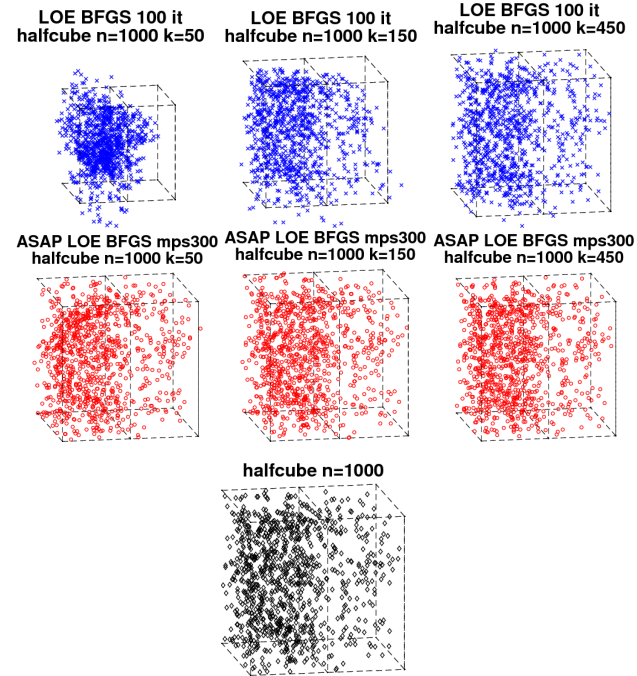 LOE BFGS 100 it
halfcube n=1000 k=50
LOE BFGS 100 it
halfcube n=1000 k=150
LOE BFGS 100 it
halfcube n=1000 k=450
ASAP LOE BFGS mps300
halfcube n=1000 k=50
ASAP LOE BFGS mps300
halfcube n=1000 k=150
ASAP LOE BFGS mps300
halfcube n=1000 k=450
halfcube n=1000